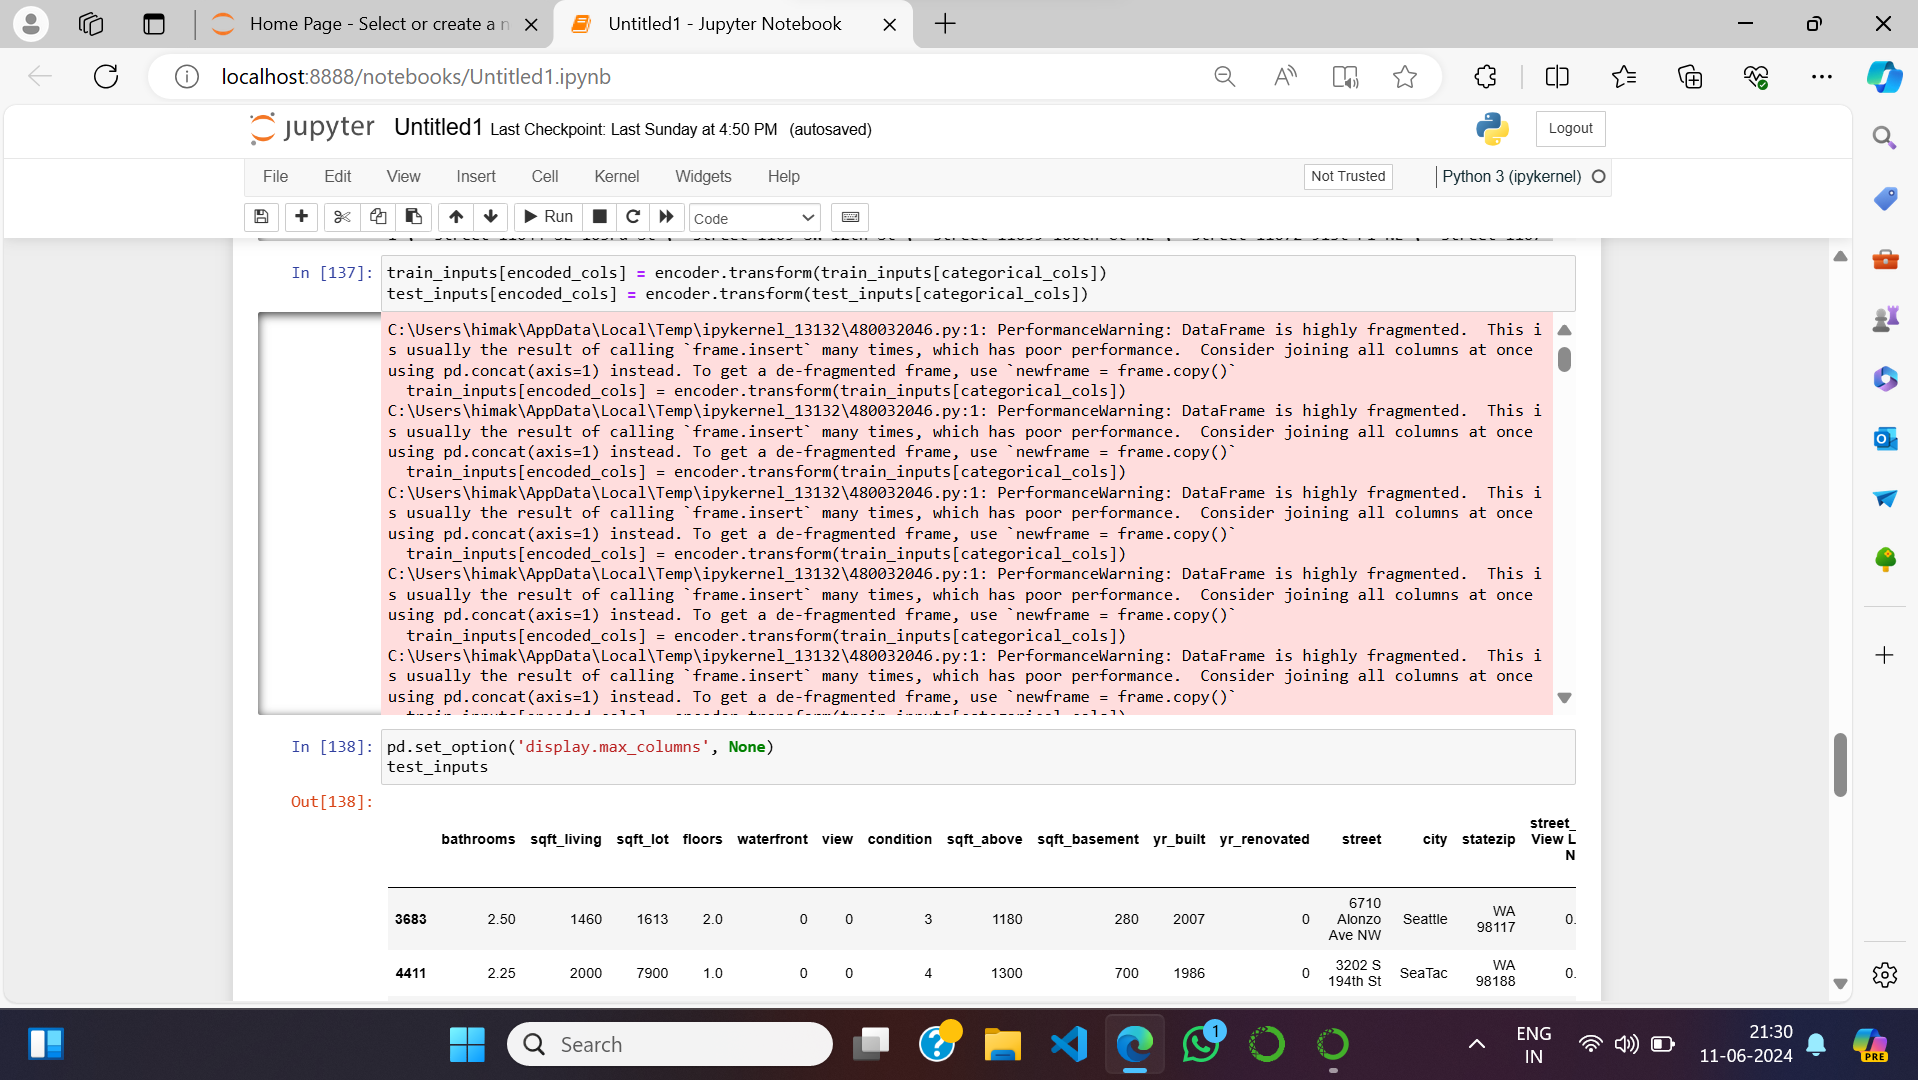 Home Page - Select or create a n
Untitled1 - Jupyter Notebook
localhost:8888/notebooks/Untitled1.ipynb
jupyter Untitled1 Last Checkpoint: Last Sunday at 4:50 PM (autosaved)
Logout
File Edit View Insert Cell Kernel Widgets Help
Not Trusted
Python 3 (ipykernel)
Run
Code
In [137]:
train_inputs[encoded_cols] = encoder.transform(train_inputs[categorical_cols])
test_inputs[encoded_cols] = encoder.transform(test_inputs[categorical_cols])
C:\Users\himak\AppData\Local\Temp\ipykernel_13132\480032046.py:1: PerformanceWarning: DataFrame is highly fragmented.  This i
s usually the result of calling `frame.insert` many times, which has poor performance.  Consider joining all columns at once
using pd.concat(axis=1) instead. To get a de-fragmented frame, use `newframe = frame.copy()`
train_inputs[encoded_cols] = encoder.transform(train_inputs[categorical_cols])
C:\Users\himak\AppData\Local\Temp\ipykernel_13132\480032046.py:1: PerformanceWarning: DataFrame is highly fragmented.  This i
s usually the result of calling `frame.insert` many times, which has poor performance.  Consider joining all columns at once
using pd.concat(axis=1) instead. To get a de-fragmented frame, use `newframe = frame.copy()`
train_inputs[encoded_cols] = encoder.transform(train_inputs[categorical_cols])
C:\Users\himak\AppData\Local\Temp\ipykernel_13132\480032046.py:1: PerformanceWarning: DataFrame is highly fragmented.  This i
s usually the result of calling `frame.insert` many times, which has poor performance.  Consider joining all columns at once
using pd.concat(axis=1) instead. To get a de-fragmented frame, use `newframe = frame.copy()`
train_inputs[encoded_cols] = encoder.transform(train_inputs[categorical_cols])
C:\Users\himak\AppData\Local\Temp\ipykernel_13132\480032046.py:1: PerformanceWarning: DataFrame is highly fragmented.  This i
s usually the result of calling `frame.insert` many times, which has poor performance.  Consider joining all columns at once
using pd.concat(axis=1) instead. To get a de-fragmented frame, use `newframe = frame.copy()`
train_inputs[encoded_cols] = encoder.transform(train_inputs[categorical_cols])
C:\Users\himak\AppData\Local\Temp\ipykernel_13132\480032046.py:1: PerformanceWarning: DataFrame is highly fragmented.  This i
s usually the result of calling `frame.insert` many times, which has poor performance.  Consider joining all columns at once
using pd.concat(axis=1) instead. To get a de-fragmented frame, use `newframe = frame.copy()`
In [138]:
pd.set_option('display.max_columns', None)
test_inputs
Out[138]:
bathrooms sqft_living sqft_lot floors waterfront view condition sqft_above sqft_basement yr_built yr_renovated street city statezip street_
View L
N
3683 2.50 1460 1613 2.0 0 0 3 1180 280 2007 0 6710 Alonzo Ave NW Seattle WA 98117 0.
4411 2.25 2000 7900 1.0 0 0 4 1300 700 1986 0 3202 S 194th St SeaTac WA 98188 0.
Search
1
ENG
IN
21:30
11-06-2024
PRE